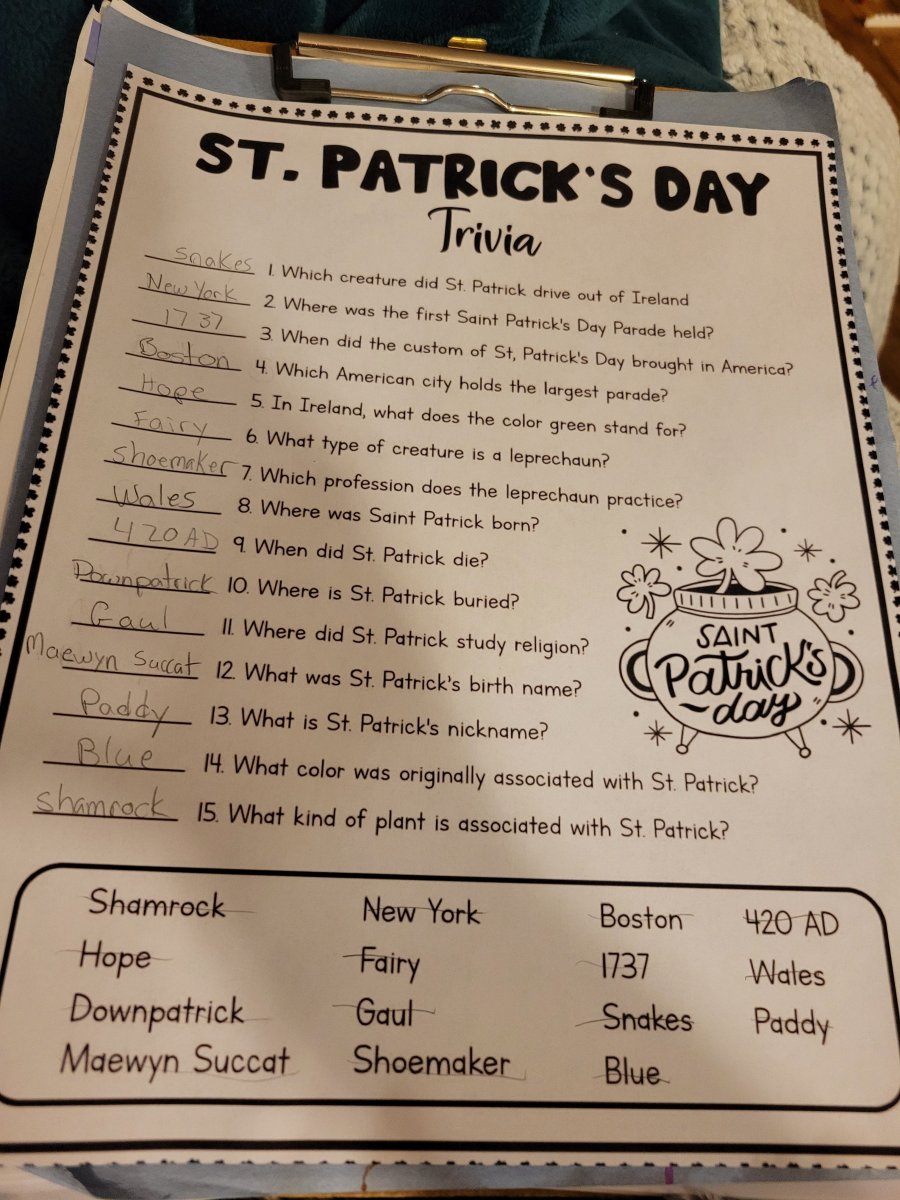 ST. PATRICK'S DAY
Trivia
Snakes 1. Which creature did St. Patrick drive out of Ireland
New York 2. Where was the first Saint Patrick's Day Parade held?
1737 3. When did the custom of St, Patrick's Day brought in America?
Boston 4. Which American city holds the largest parade?
Hope 5. In Ireland, what does the color green stand for?
Fairy 6. What type of creature is a leprechaun?
shoemaker 7. Which profession does the leprechaun practice?
Wales 8. Where was Saint Patrick born?
420 AD 9. When did St. Patrick die?
Downpatrick 10. Where is St. Patrick buried?
Gaul 11. Where did St. Patrick study religion?
Maewyn Succat 12. What was St. Patrick's birth name?
Paddy 13. What is St. Patrick's nickname?
Blue 14. What color was originally associated with St. Patrick?
shamrock 15. What kind of plant is associated with St. Patrick?
SAINT
Patrick's
day
Shamrock New York Boston 420 AD
Hope Fairy 1737 Wales
Downpatrick Gaul Snakes Paddy
Maewyn Succat Shoemaker Blue